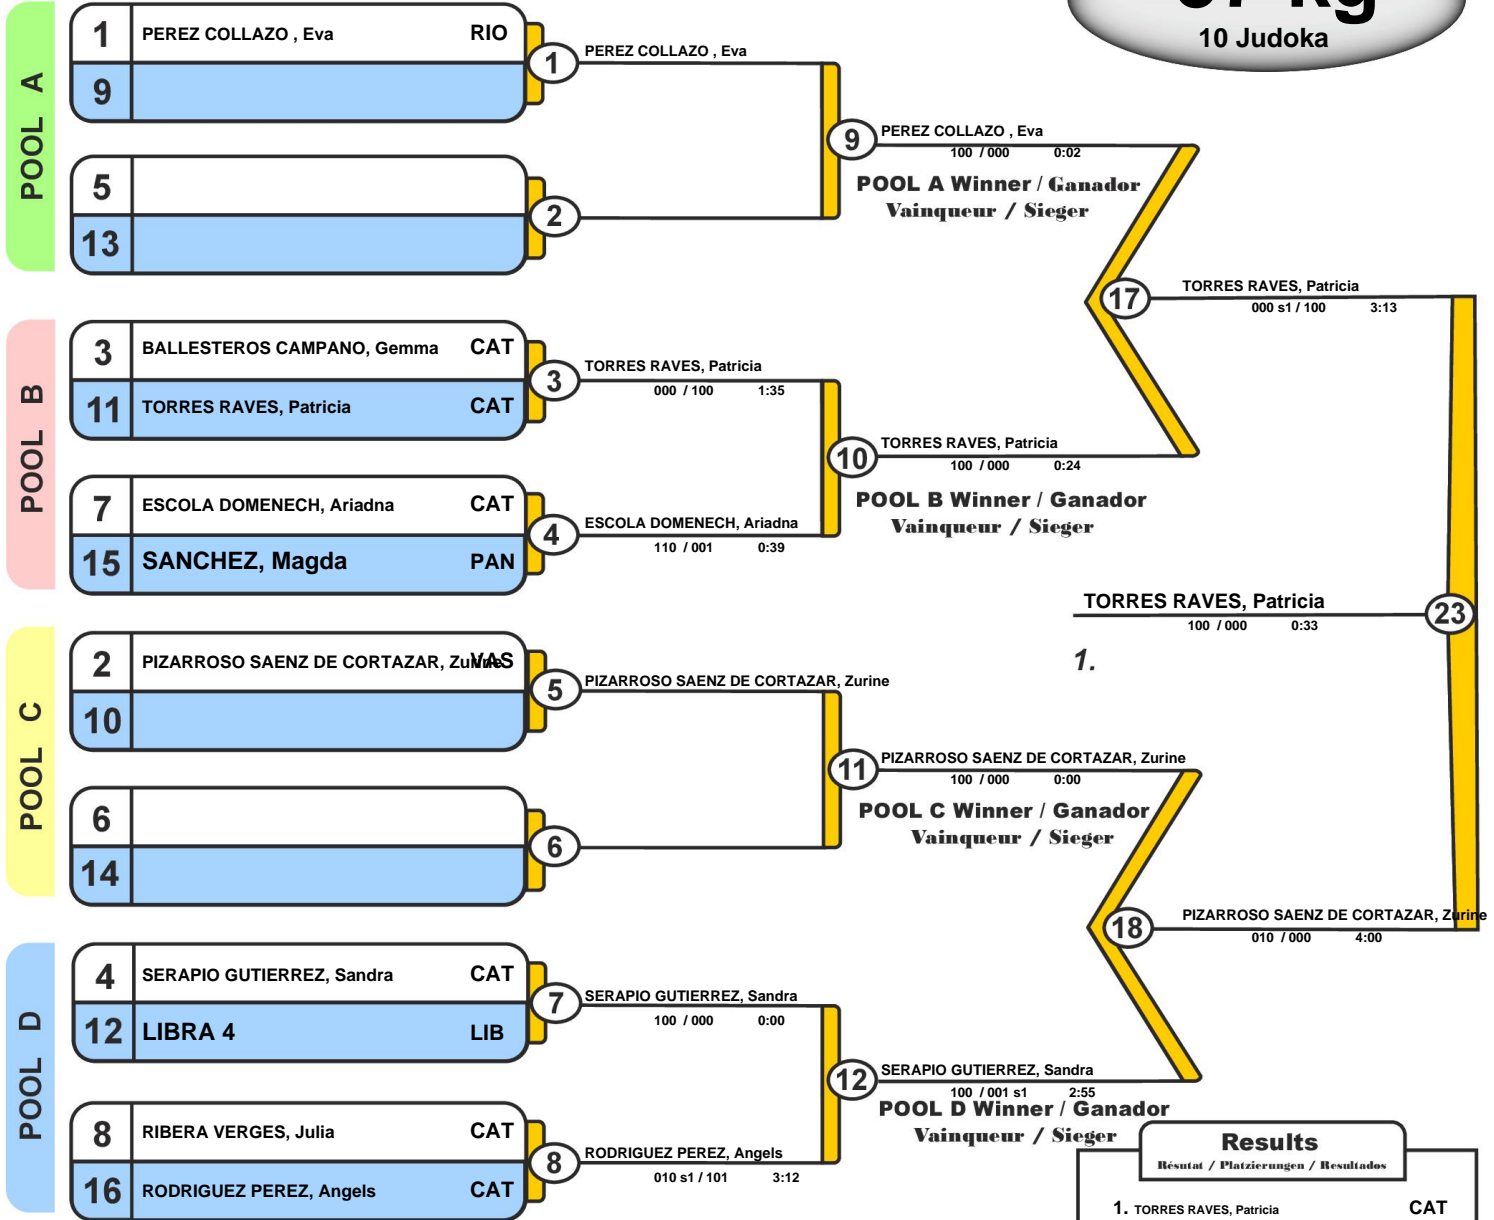 10 Judoka
POOL A
1 PEREZ COLLAZO , Eva RIO
9
5
13
1 PEREZ COLLAZO , Eva
2
9 PEREZ COLLAZO , Eva
100 / 000 0:02
POOL A Winner / Ganador
Vainqueur / Sieger
POOL B
3 BALLESTEROS CAMPANO, Gemma CAT
11 TORRES RAVES, Patricia CAT
7 ESCOLA DOMENECH, Ariadna CAT
15 SANCHEZ, Magda PAN
3 TORRES RAVES, Patricia
000 / 100 1:35
4 ESCOLA DOMENECH, Ariadna
110 / 001 0:39
10 TORRES RAVES, Patricia
100 / 000 0:24
POOL B Winner / Ganador
Vainqueur / Sieger
17 TORRES RAVES, Patricia
000 s1 / 100 3:13
TORRES RAVES, Patricia 23
100 / 000 0:33
1.
POOL C
2 PIZARROSO SAENZ DE CORTAZAR, Zurine VAS
10
6
14
5 PIZARROSO SAENZ DE CORTAZAR, Zurine
6
11 PIZARROSO SAENZ DE CORTAZAR, Zurine
100 / 000 0:00
POOL C Winner / Ganador
Vainqueur / Sieger
18 PIZARROSO SAENZ DE CORTAZAR, Zurine
010 / 000 4:00
POOL D
4 SERAPIO GUTIERREZ, Sandra CAT
12 LIBRA 4 LIB
8 RIBERA VERGES, Julia CAT
16 RODRIGUEZ PEREZ, Angels CAT
7 SERAPIO GUTIERREZ, Sandra
100 / 000 0:00
8 RODRIGUEZ PEREZ, Angels
010 s1 / 101 3:12
12 SERAPIO GUTIERREZ, Sandra
100 / 001 s1 2:55
POOL D Winner / Ganador
Vainqueur / Sieger
Results
Résutat / Platzierungen / Resultados
1. TORRES RAVES, Patricia CAT